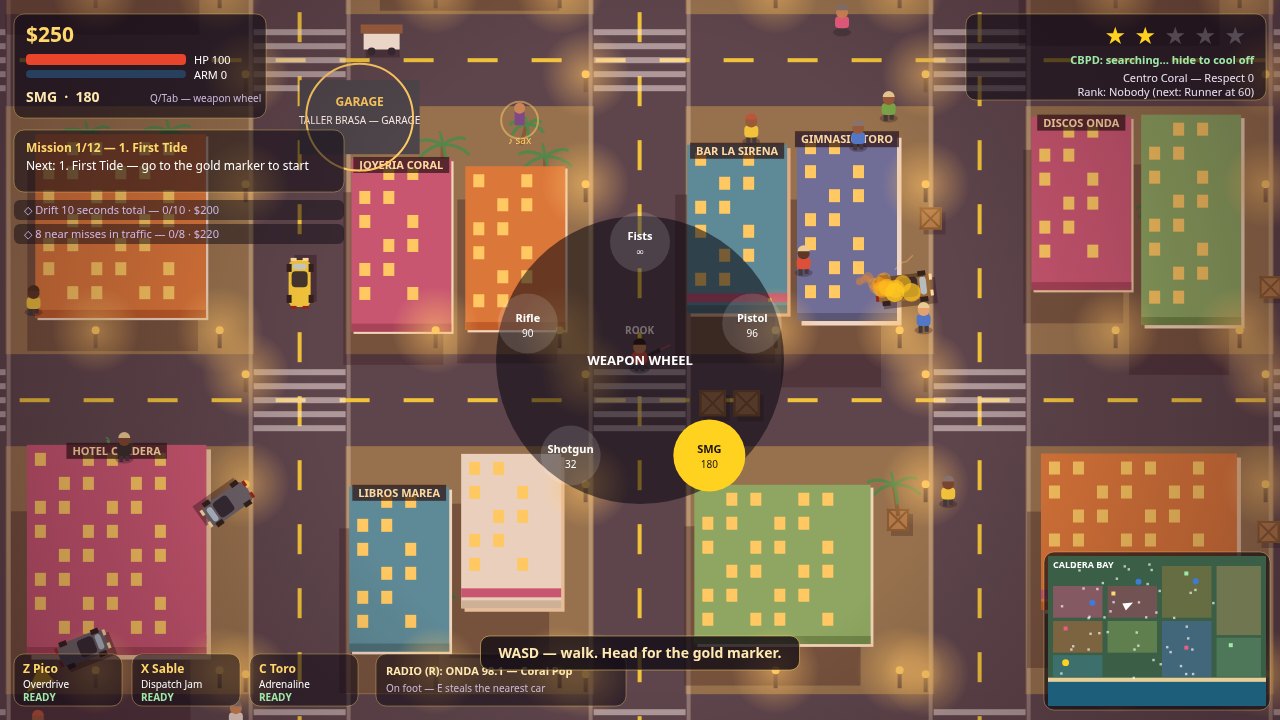 $250
HP 100
ARM 0
SMG · 180
Q/Tab — weapon wheel
★ ★ ★ ★ ★
CBPD: searching... hide to cool off
Centro Coral — Respect 0
Rank: Nobody (next: Runner at 60)
Mission 1/12 — 1. First Tide
Next: 1. First Tide — go to the gold marker to start
◇ Drift 10 seconds total — 0/10 · $200
◇ 8 near misses in traffic — 0/8 · $220
GARAGE
TALLER BRASA — GARAGE
♪ sax
JOYERIA CORAL
BAR LA SIRENA
DISCOS ONDA
Fists
∞
Rifle
90
Pistol
96
ROOK
WEAPON WHEEL
Shotgun
32
SMG
180
LIBROS MAREA
CALDERA BAY
WASD — walk. Head for the gold marker.
Z Pico
Overdrive
READY
X Sable
Dispatch Jam
READY
C Toro
Adrenaline
READY
RADIO (R): ONDA 98.1 — Coral Pop
On foot — E steals the nearest car